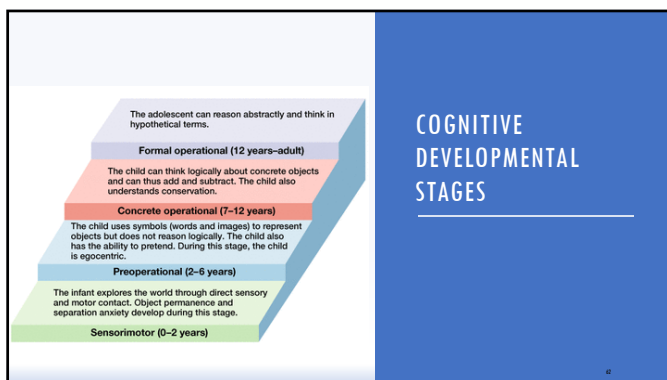 The adolescent can reason abstractly and think in
hypothetical terms.
Formal operational (12 years–adult)
The child can think logically about concrete objects
and can thus add and subtract. The child also
understands conservation.
Concrete operational (7–12 years)
The child uses symbols (words and images) to represent
objects but does not reason logically. The child also
has the ability to pretend. During this stage, the child
is egocentric.
Preoperational (2–6 years)
The infant explores the world through direct sensory
and motor contact. Object permanence and
separation anxiety develop during this stage.
Sensorimotor (0–2 years)
COGNITIVE
DEVELOPMENTAL
STAGES